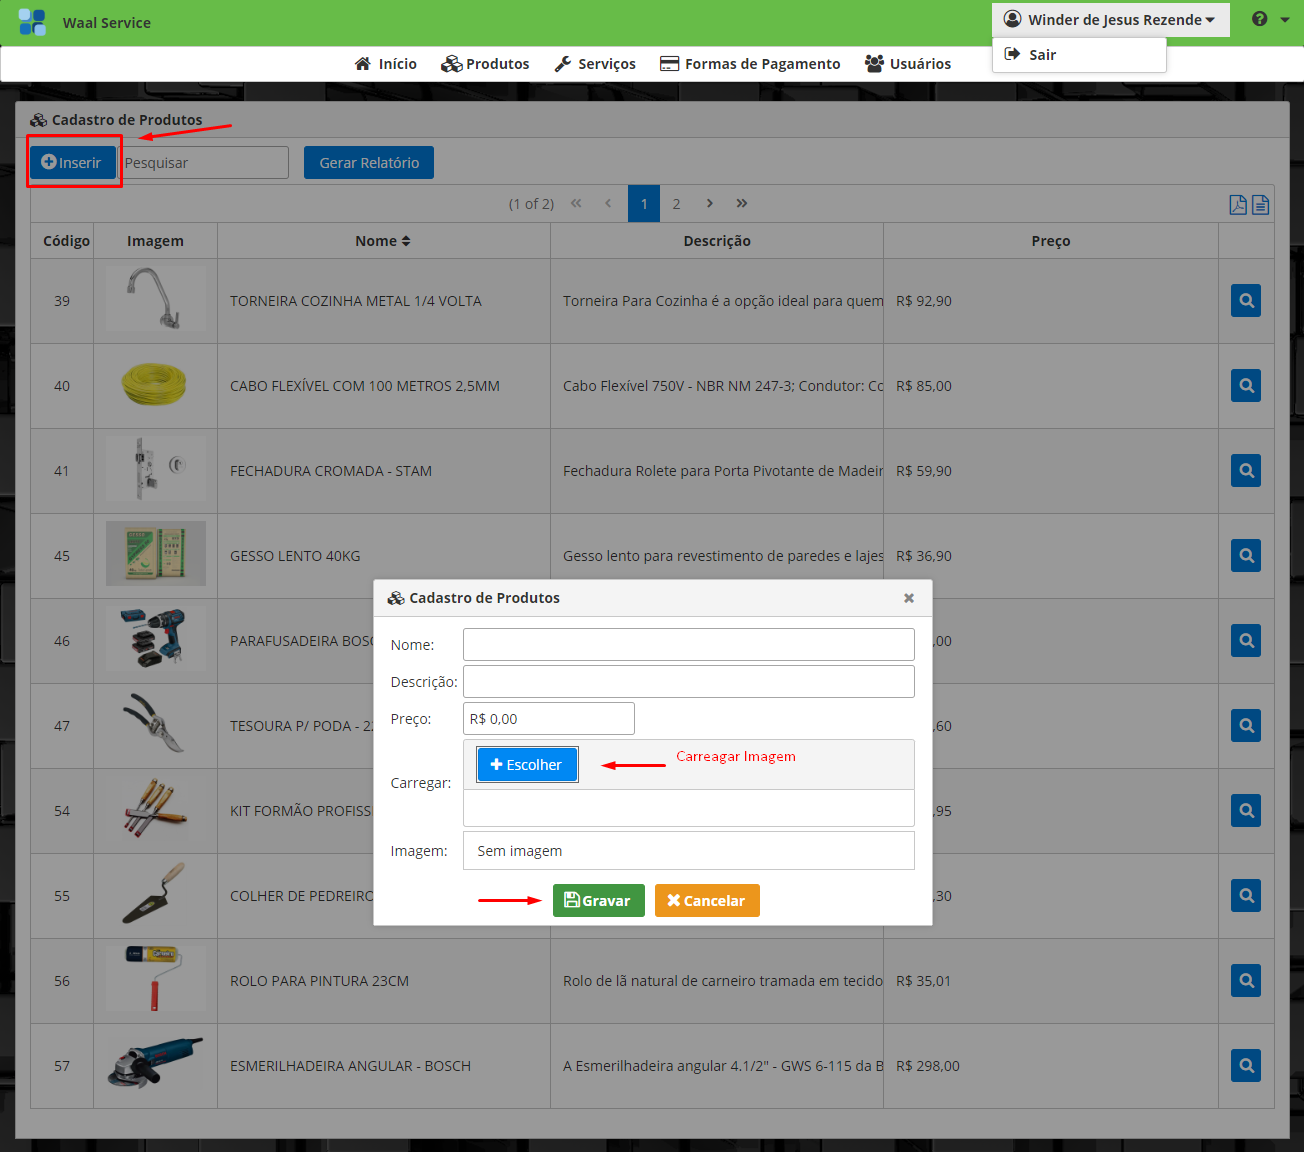 Waal Service
Winder de Jesus Rezende
Sair
Início
Produtos
Serviços
Formas de Pagamento
Usuários
Cadastro de Produtos
Inserir
Pesquisar
Gerar Relatório
(1 of 2)
1
2
Código
Imagem
Nome
Descrição
Preço
39
TORNEIRA COZINHA METAL 1/4 VOLTA
Torneira Para Cozinha é a opção ideal para quem
R$ 92,90
40
CABO FLEXÍVEL COM 100 METROS 2,5MM
Cabo Flexível 750V - NBR NM 247-3; Condutor: Co
R$ 85,00
41
FECHADURA CROMADA - STAM
Fechadura Rolete para Porta Pivotante de Madeir
R$ 59,90
45
GESSO LENTO 40KG
Gesso lento para revestimento de paredes e lajes
R$ 36,90
46
PARAFUSADEIRA BOSC
,00
47
TESOURA P/ PODA - 22
,60
54
KIT FORMÃO PROFISS
,95
55
COLHER DE PEDREIRO
,30
56
ROLO PARA PINTURA 23CM
Rolo de lã natural de carneiro tramada em tecido
R$ 35,01
57
ESMERILHADEIRA ANGULAR - BOSCH
A Esmerilhadeira angular 4.1/2" - GWS 6-115 da B
R$ 298,00
Cadastro de Produtos
Nome:
Descrição:
Preço:
R$ 0,00
Carregar:
Escolher
Carreagar Imagem
Imagem:
Sem imagem
Gravar
Cancelar